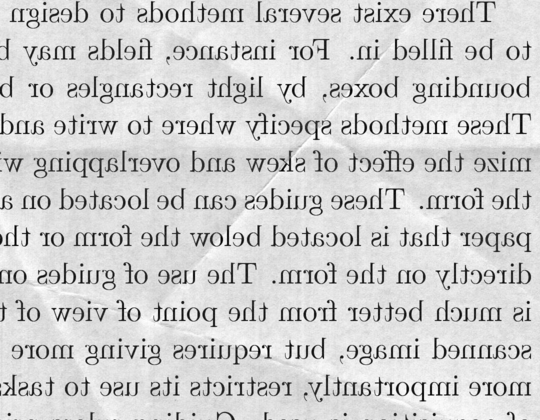 There exist several methods to design
to be filled in. For instance, fields may b
bounding boxes, by light rectangles or b
These methods specify where to write and
mize the effect of skew and overlapping wi
the form. These guides can be located on a
paper that is located below the form or the
directly on the form. The use of guides on
is much better from the point of view of t
scanned image, but requires giving more
more importantly, restricts its use to tasks